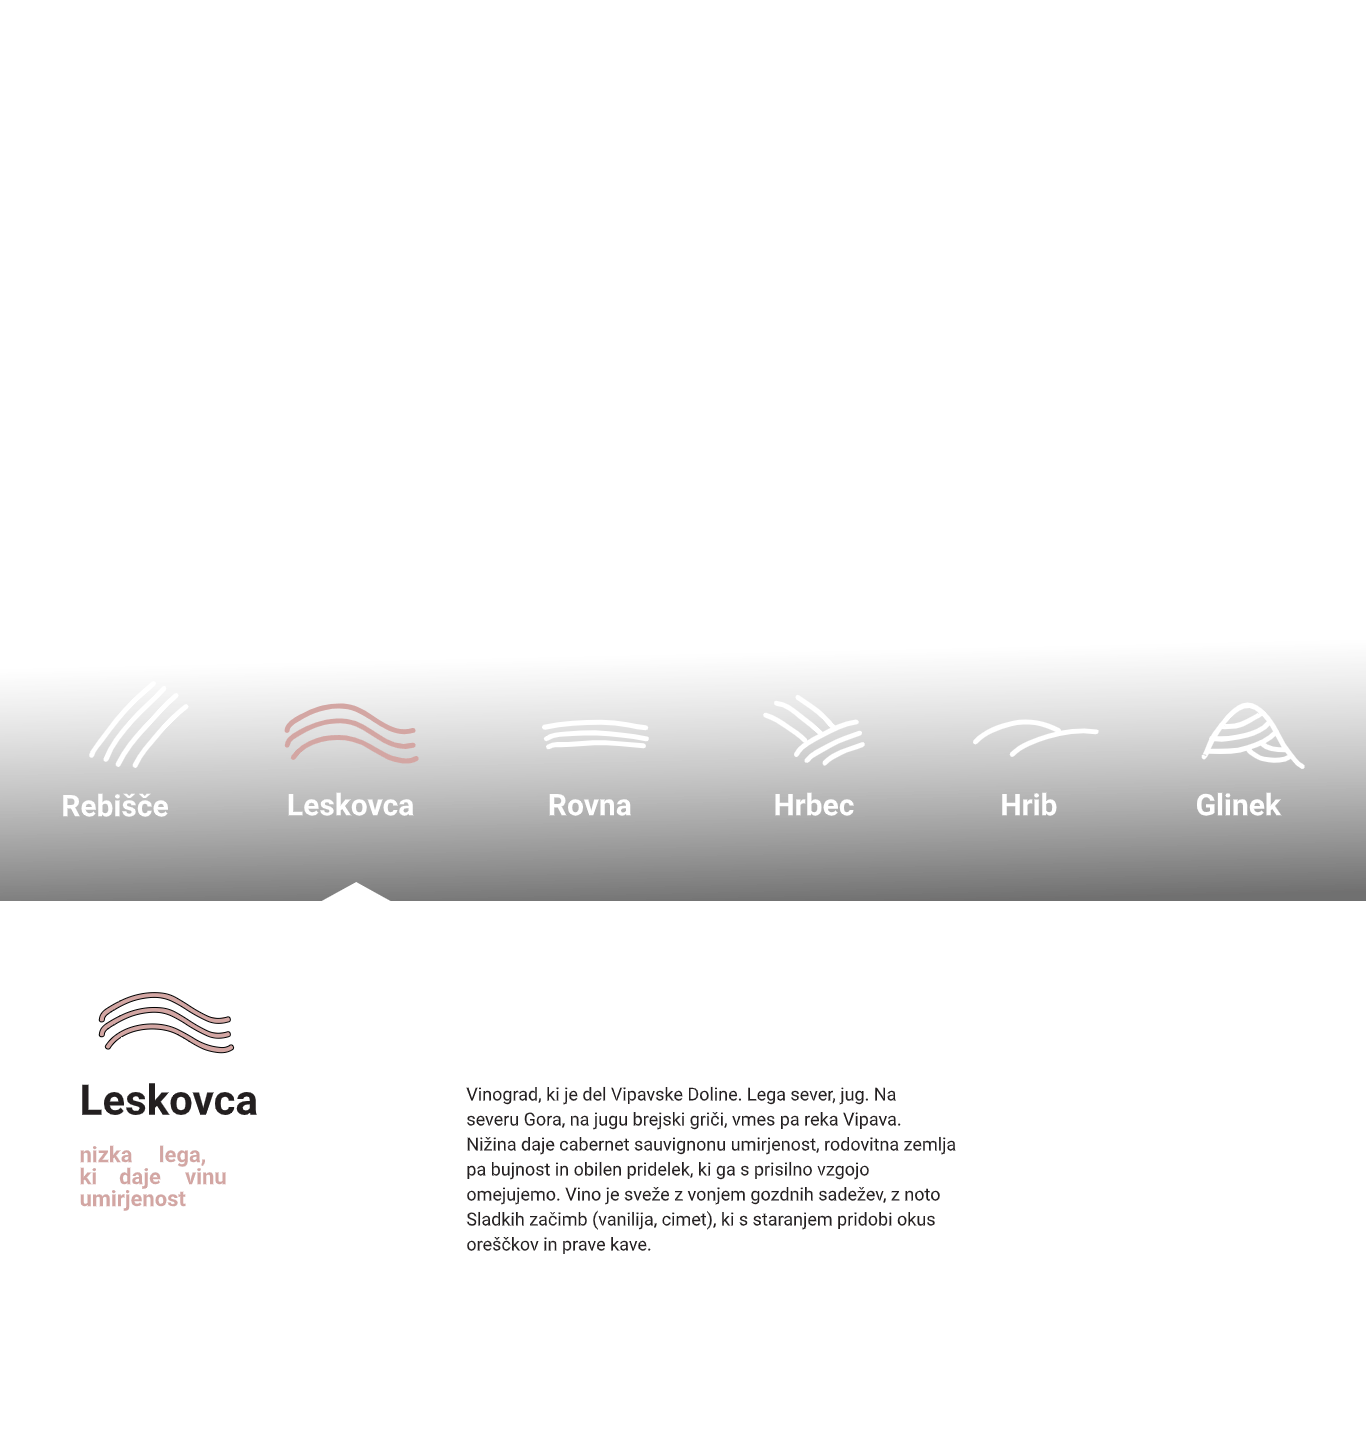 Rebišče
Leskovca
Rovna
Hrbec
Hrib
Glinek
Leskovca
nizka lega,
ki daje vinu
umirjenost
Vinograd, ki je del Vipavske Doline. Lega sever, jug. Na
severu Gora, na jugu brejski griči, vmes pa reka Vipava.
Nižina daje cabernet sauvignonu umirjenost, rodovitna zemlja
pa bujnost in obilen pridelek, ki ga s prisilno vzgojo
omejujemo. Vino je sveže z vonjem gozdnih sadežev, z noto
Sladkih začimb (vanilija, cimet), ki s staranjem pridobi okus
oreščkov in prave kave.